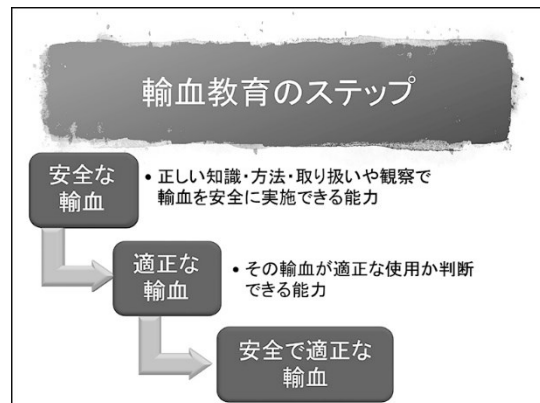 輸血教育のステップ
安全な
輸血
• 正しい知識・方法・取り扱いや観察で
輸血を安全に実施できる能力
適正な
輸血
• その輸血が適正な使用か判断
できる能力
安全で適正な
輸血